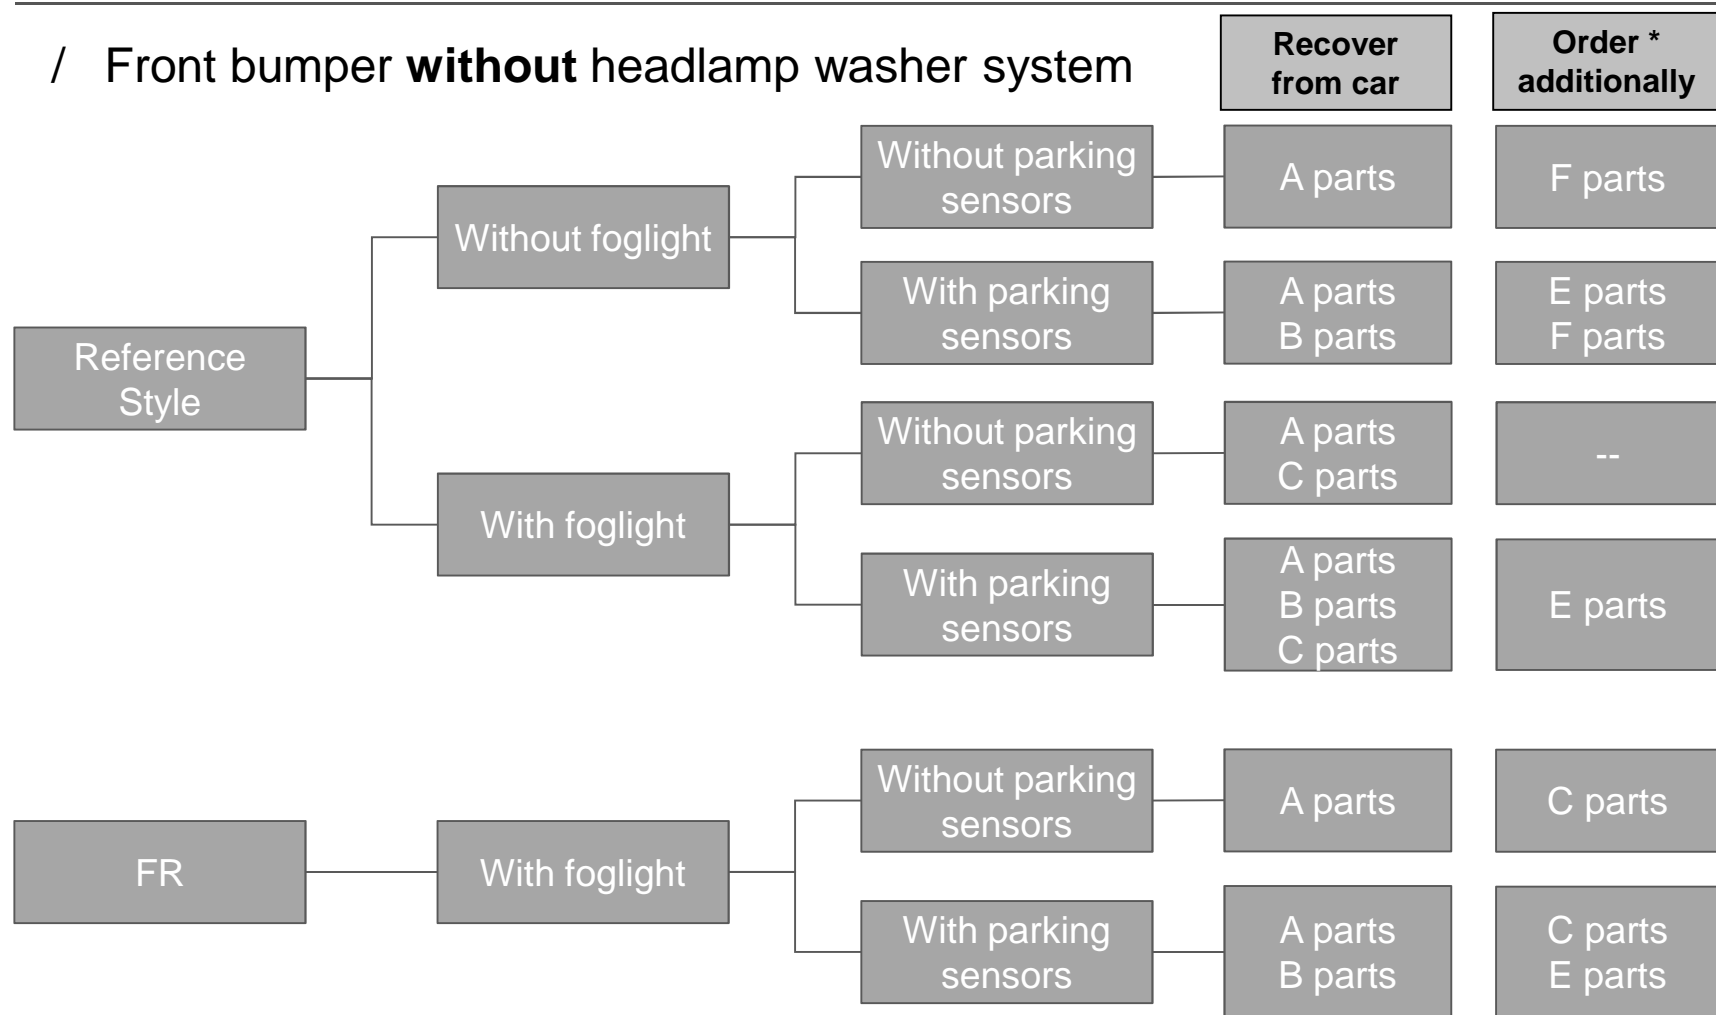 / Front bumper without headlamp washer system
Recover
from car
Order *
additionally
Reference
Style
Without foglight
Without parking
sensors
A parts
F parts
With parking
sensors
A parts
B parts
E parts
F parts
With foglight
Without parking
sensors
A parts
C parts
--
With parking
sensors
A parts
B parts
C parts
E parts
FR
With foglight
Without parking
sensors
A parts
C parts
With parking
sensors
A parts
B parts
C parts
E parts